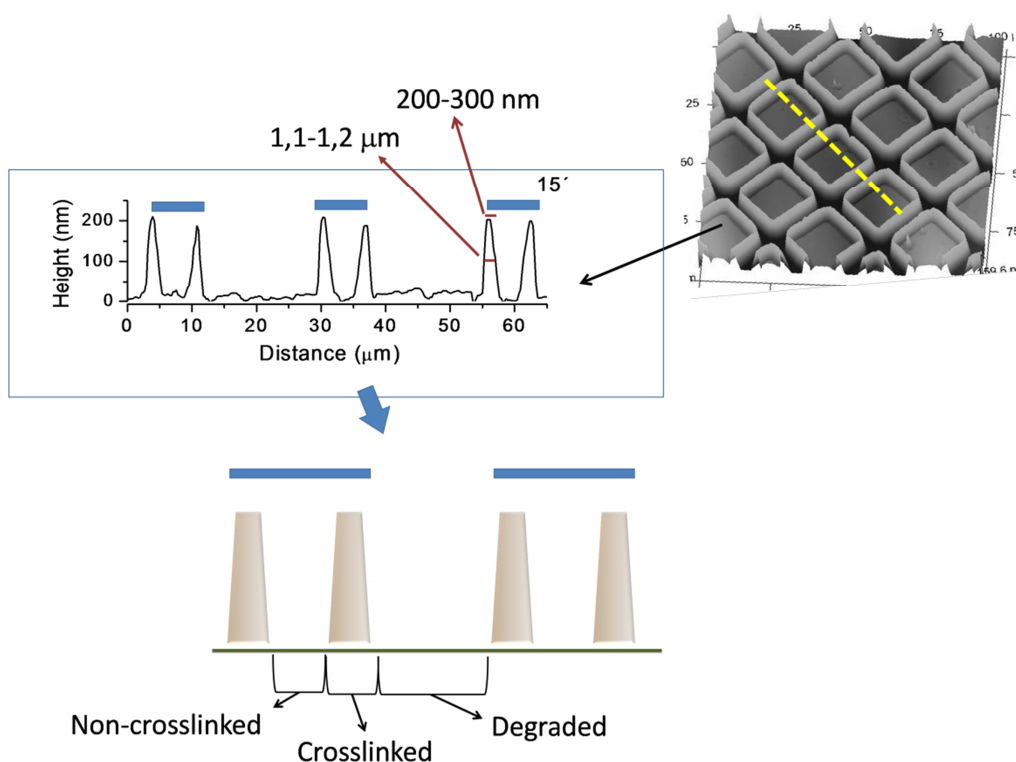 200-300 nm
1,1-1,2 μm
15´
Height (nm)
200
100
0
0 10 20 30 40 50 60
Distance (μm)
25 50 75 100
25
50
75
Non-crosslinked
Crosslinked
Degraded